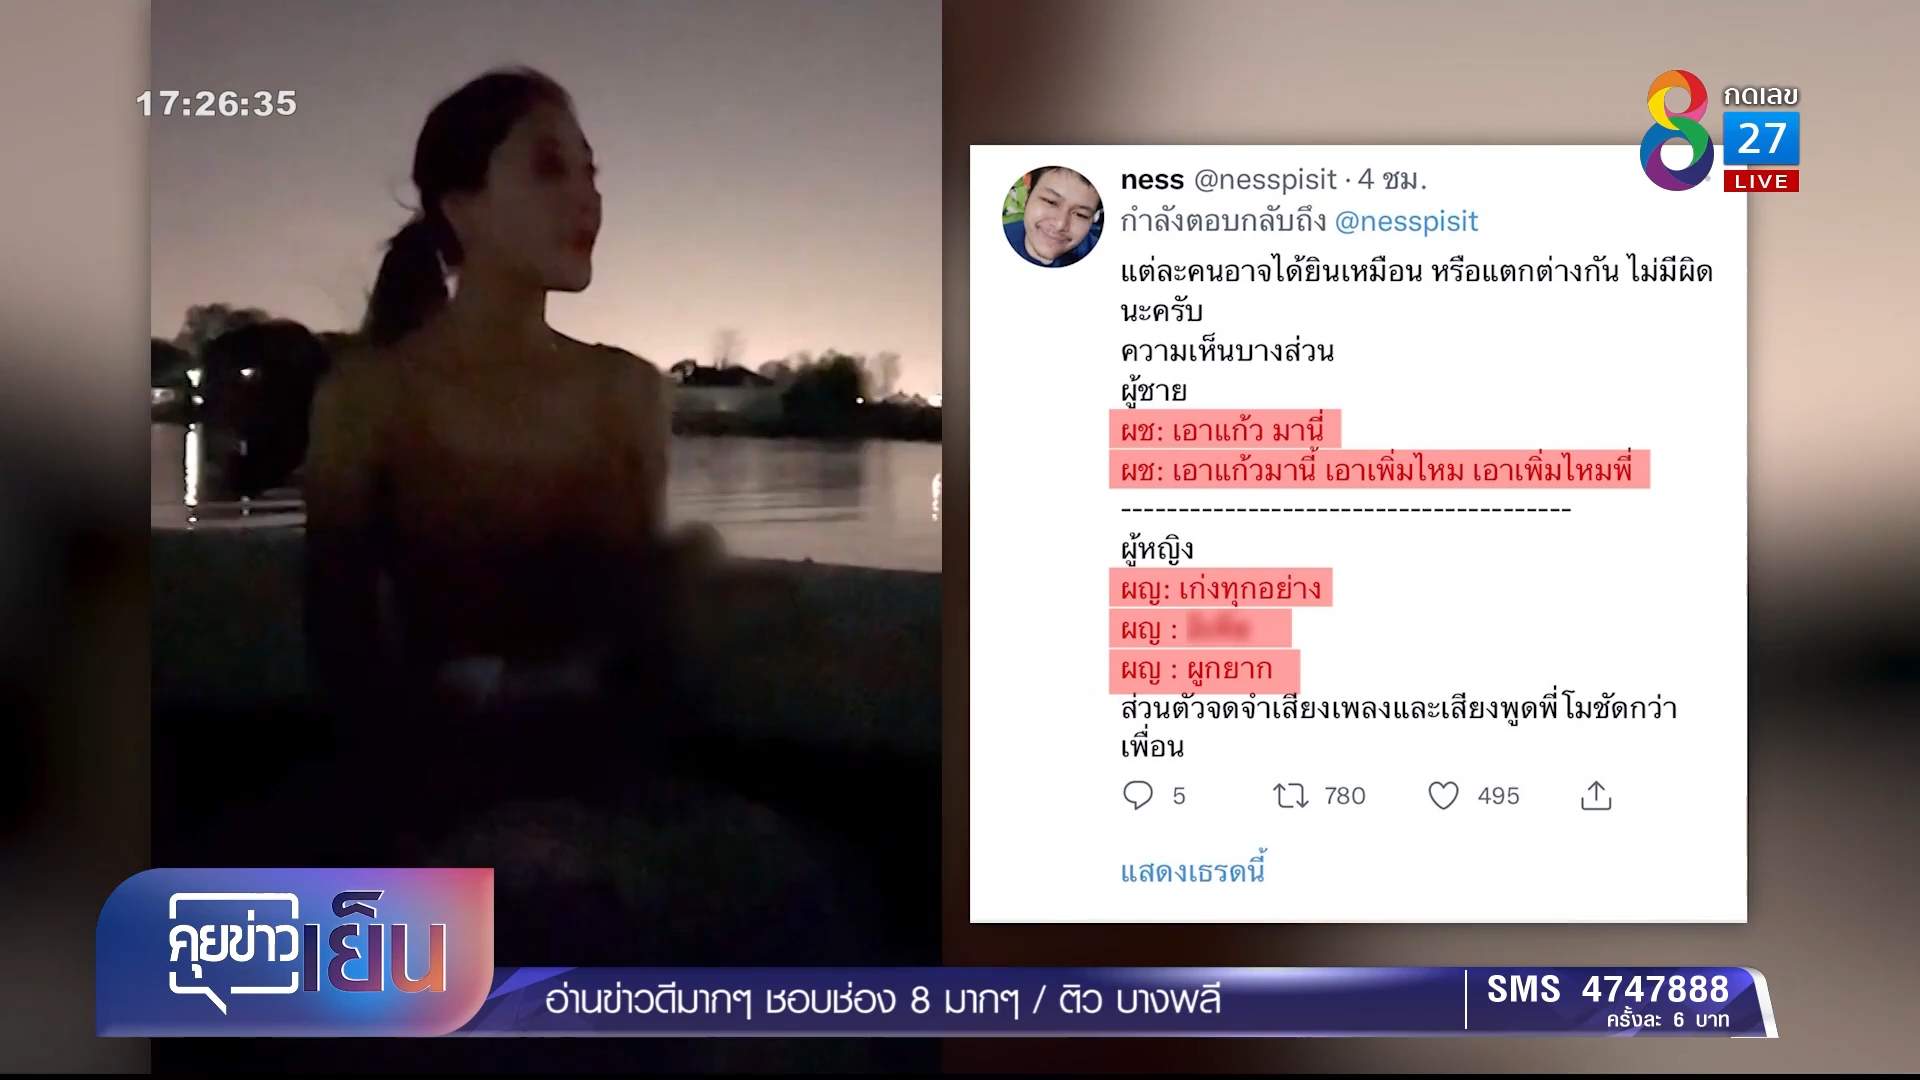 17:26:35
8
กดเลข
27
LIVE
ness @nesspisit · 4 ชม.
กำลังตอบกลับถึง @nesspisit
แต่ละคนอาจได้ยินเหมือน หรือแตกต่างกัน ไม่มีผิด
นะครับ
ความเห็นบางส่วน
ผู้ชาย
ผช: เอาแก้ว มานี่
ผช: เอาแก้วมานี้ เอาเพิ่มไหม เอาเพิ่มไหมพี่
---------------------------------------
ผู้หญิง
ผญ: เก่งทุกอย่าง
ผญ :
ผญ : ผูกยาก
ส่วนตัวจดจำเสียงเพลงและเสียงพูดพี่โมชัดกว่า
เพื่อน
5 780 495
แสดงเธรดนี้
คุยข่าวเย็น
อ่านข่าวดีมากๆ ชอบช่อง 8 มากๆ / ติว บางพลี
SMS 4747888
ครั้งละ 6 บาท